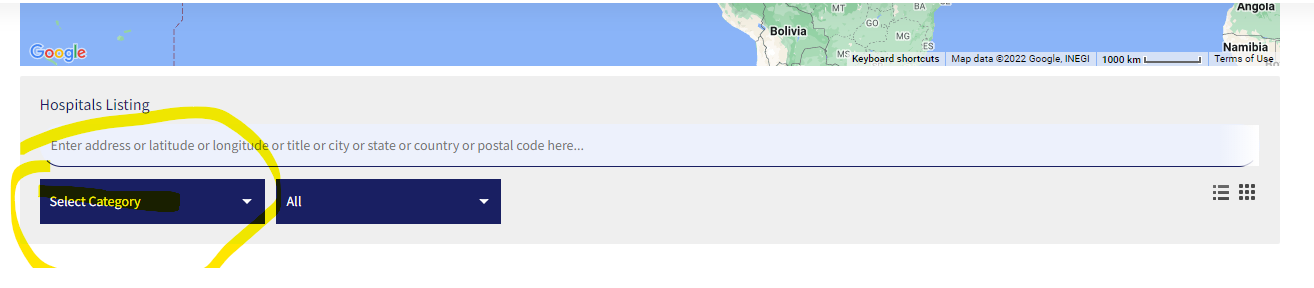 MT
BA
Angola
GO
Bolivia
MG
Google
MS
ES
Namibia
Keyboard shortcuts
Map data ©2022 Google, INEGI
1000 km
Terms of Use
Hospitals Listing
Enter address or latitude or longitude or title or city or state or country or postal code here...
Select Category
All